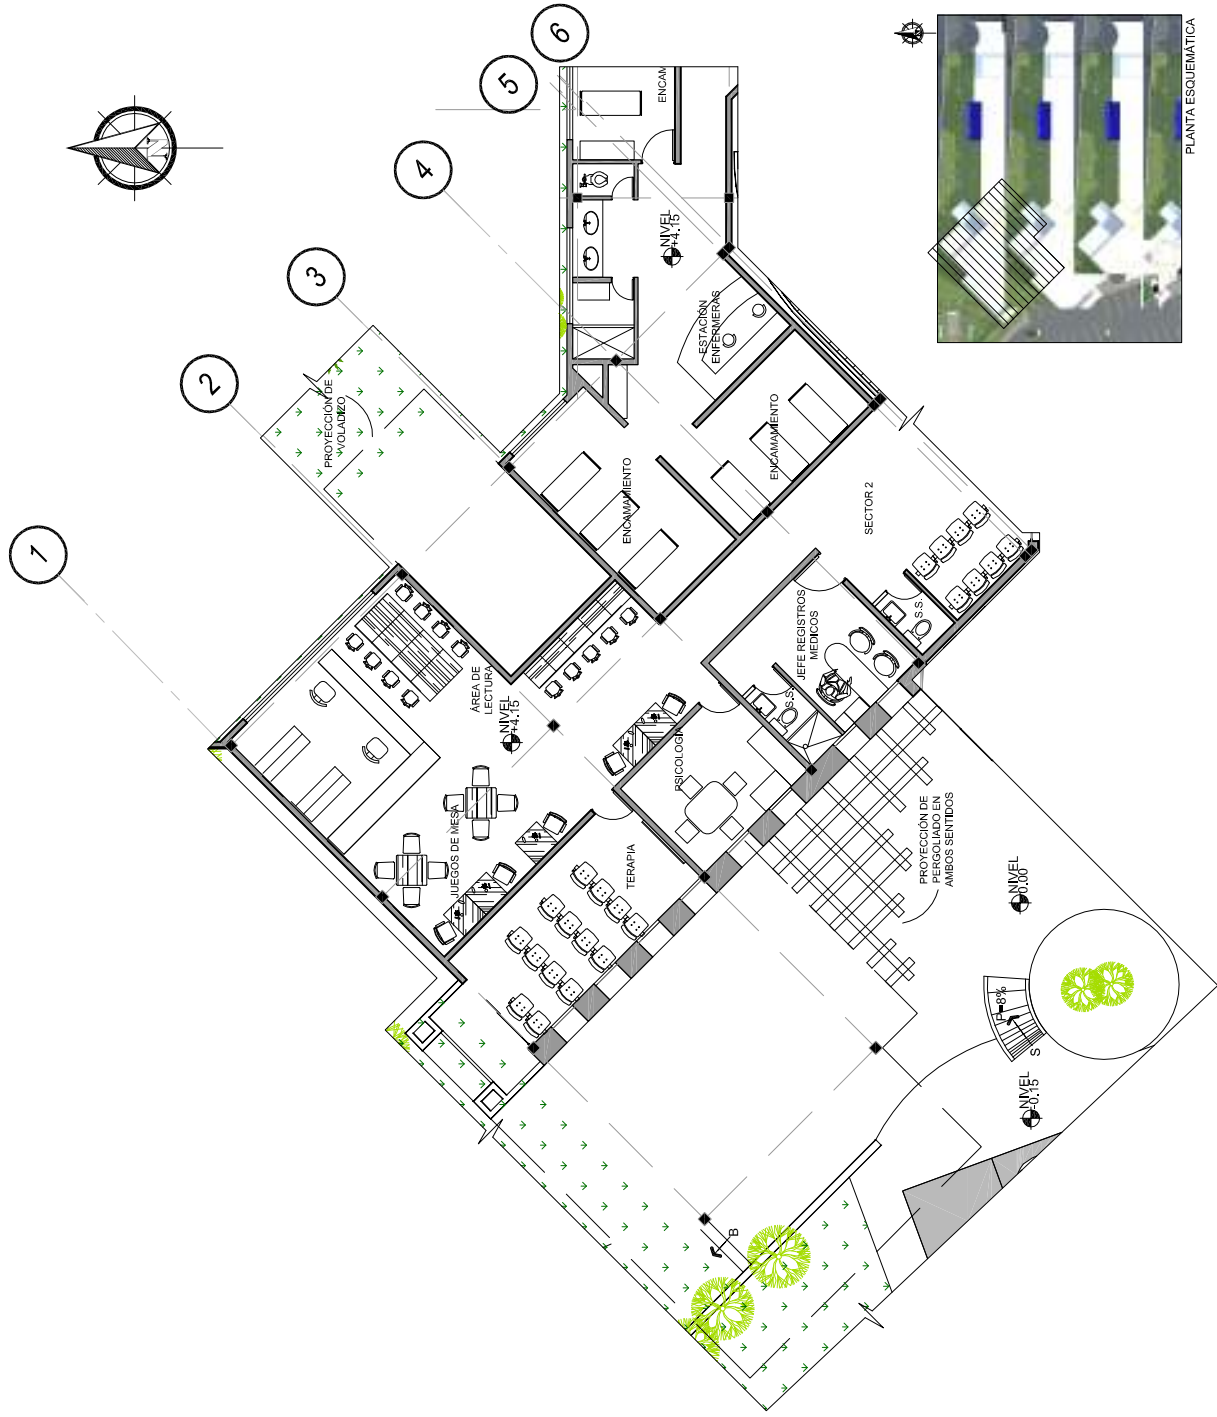 6
5
4
3
2
1
N
PLANTA ESQUEMÁTICA
ENCAM
NIVEL
+4.15
ESTACIÓN
ENFERMERAS
PROYECCIÓN DE
VOLADIZO
ENCAMAMIENTO
ENCAMAMIENTO
SECTOR 2
S.S.
JEFE REGISTROS
MEDICOS
S.S.
ÁREA DE
LECTURA
NIVEL
+4.15
PSICOLOGÍA
JUEGOS DE MESA
TERAPIA
PROYECCIÓN DE
PERGOLIADO EN
AMBOS SENTIDOS
NIVEL
0.00
P=8%
S
NIVEL
-0.15
B